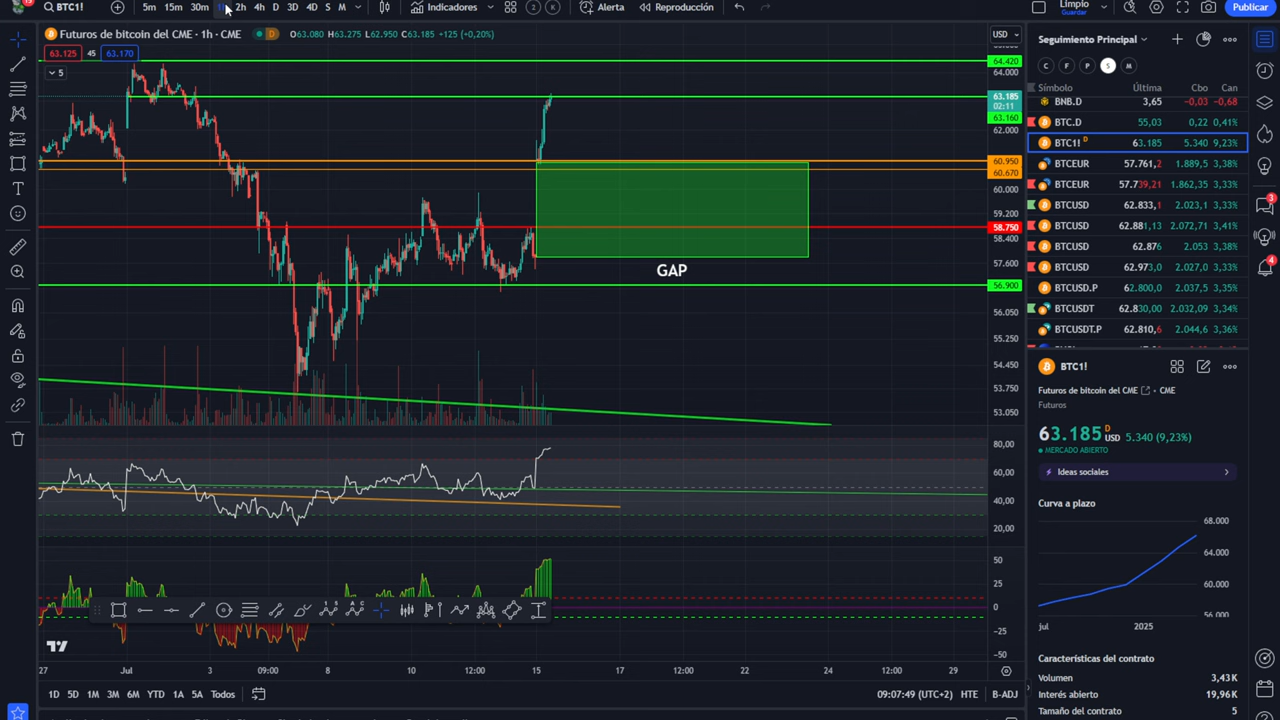 13
BTC1!
5m 15m 30m 2h 4h D 3D 4D S M
Indicadores
2 K
Alerta
Reproducción
Limpio
Guardar
Publicar
Futuros de bitcoin del CME · 1h · CME
D
O63.080 H63.275 L62.950 C63.185 +125 (+0,20%)
USD
63.125 45 63.170
5
64.420
64.000
63.185
02:11
63.160
62.000
60.950
60.670
60.000
59.200
58.750
58.400
57.600
56.900
56.050
55.250
54.450
53.750
53.050
GAP
80,00
60,00
40,00
20,00
50
25
0
−25
−50
27 Jul 3 09:00 8 10 12:00 15 17 12:00 22 24 12:00 29
1D 5D 1M 3M 6M YTD 1A 5A Todos
09:07:49 (UTC+2) HTE B-ADJ
Seguimiento Principal
C F P S M
Símbolo Última Cbo Can
BNB.D 3,65 −0,03 −0,68
BTC.D 55,03 0,22 0,41%
BTC1! D 63.185 5.340 9,23%
BTCEUR 57.761,2 1.889,5 3,38%
BTCEUR 57.739,21 1.862,35 3,33%
BTCUSD 62.833,1 2.023,1 3,33%
BTCUSD 62.881,13 2.072,71 3,41%
BTCUSD 62.876 2.053 3,38%
BTCUSD 62.973,0 2.027,0 3,33%
BTCUSD.P 62.800,0 2.037,5 3,35%
BTCUSDT 62.830,00 2.032,09 3,34%
BTCUSDT.P 62.810,6 2.044,6 3,36%
BTC1!
Futuros de bitcoin del CME · CME
Futuros
63.185 D USD 5.340 (9,23%)
MERCADO ABIERTO
Ideas sociales
Curva a plazo
68.000
64.000
60.000
56.000
jul 2025
Características del contrato
Volumen 3,43K
Interés abierto 19,96K
Tamaño del contrato 5
3
4